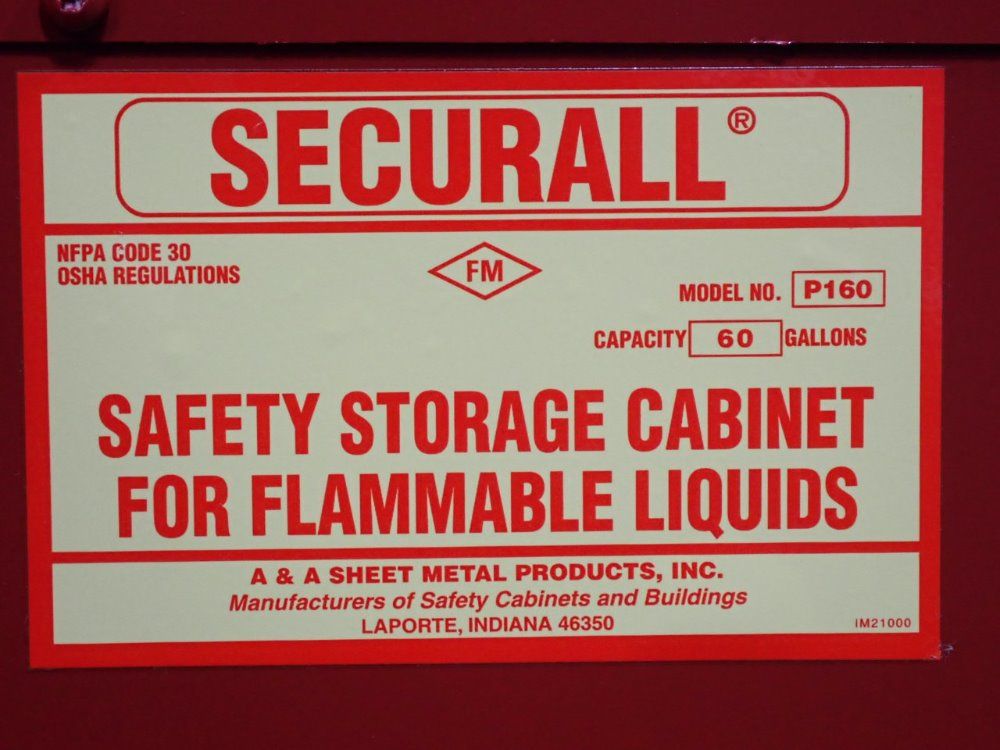 SECURALL®
NFPA CODE 30
OSHA REGULATIONS
FM
MODEL NO. P160
CAPACITY 60 GALLONS
SAFETY STORAGE CABINET
FOR FLAMMABLE LIQUIDS
A & A SHEET METAL PRODUCTS, INC.
Manufacturers of Safety Cabinets and Buildings
LAPORTE, INDIANA 46350
IM21000